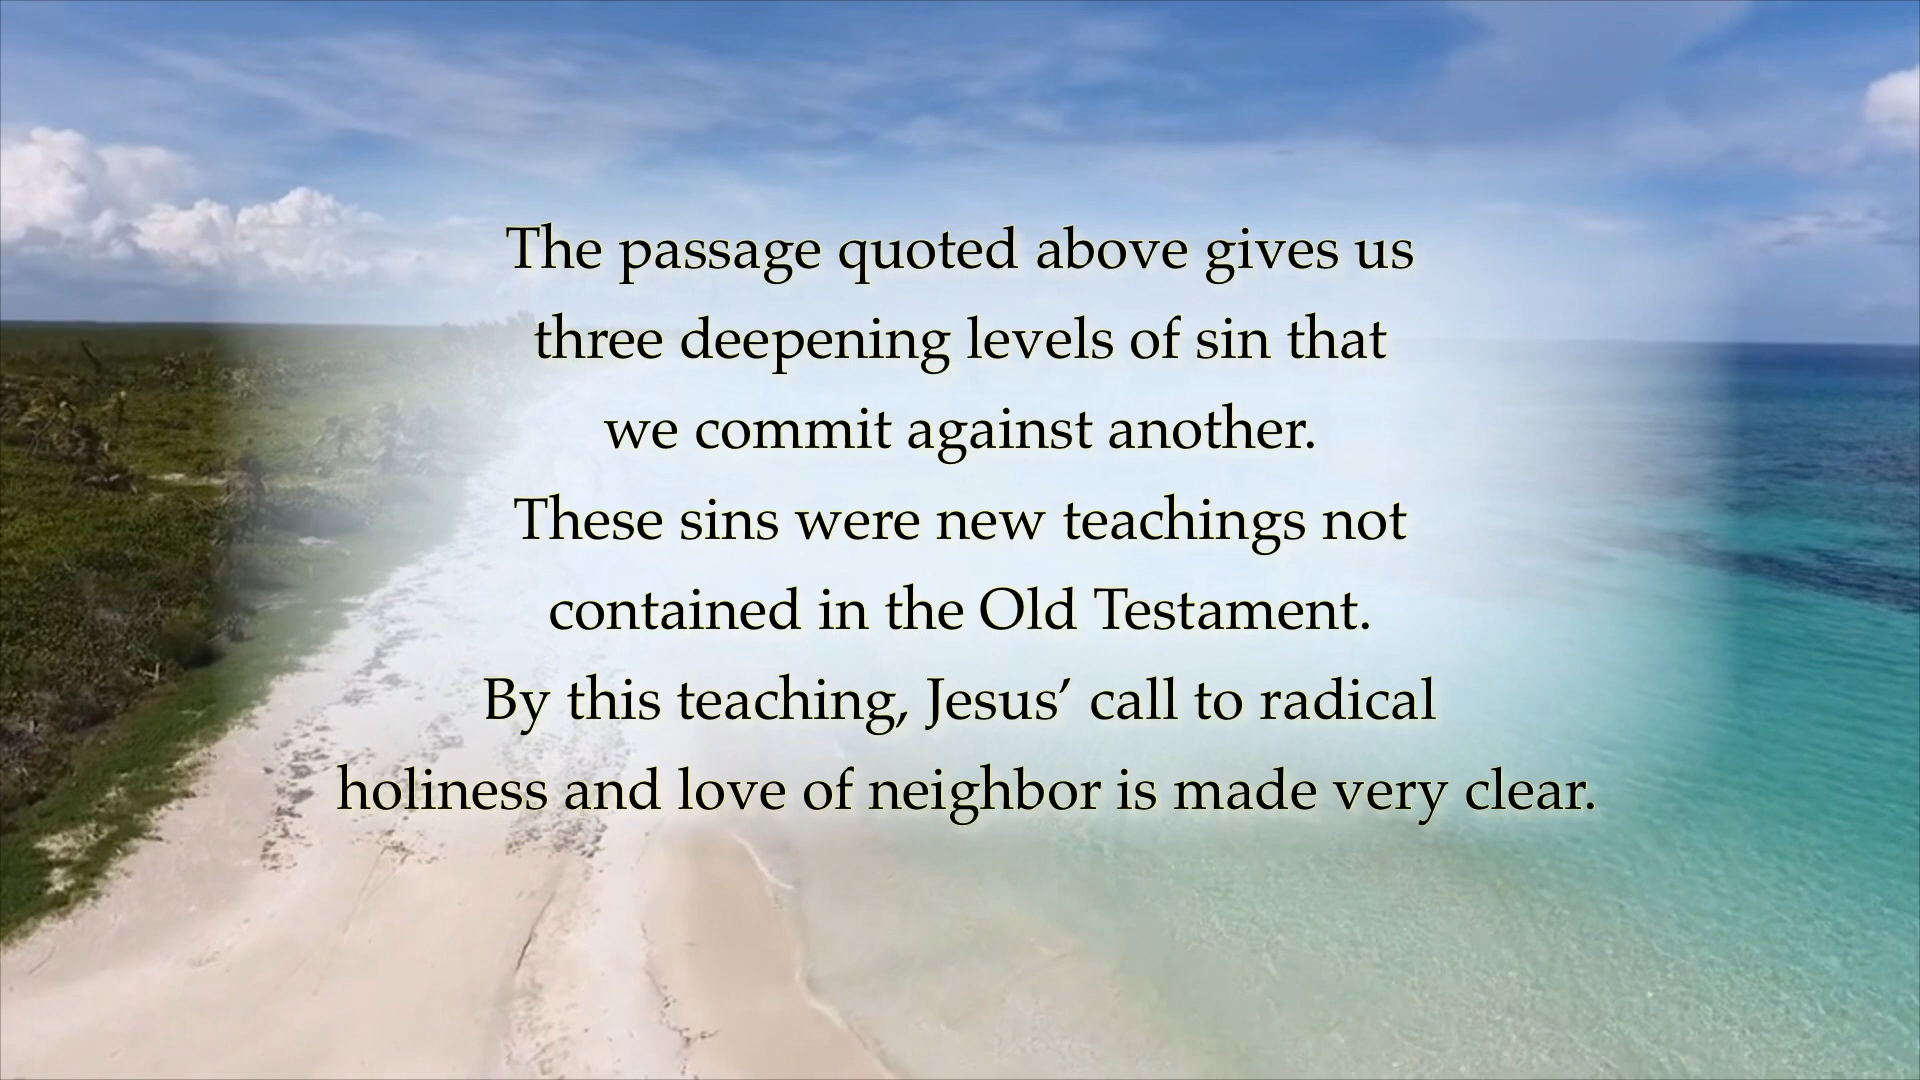 The passage quoted above gives us
three deepening levels of sin that
we commit against another.
These sins were new teachings not
contained in the Old Testament.
By this teaching, Jesus’ call to radical
holiness and love of neighbor is made very clear.